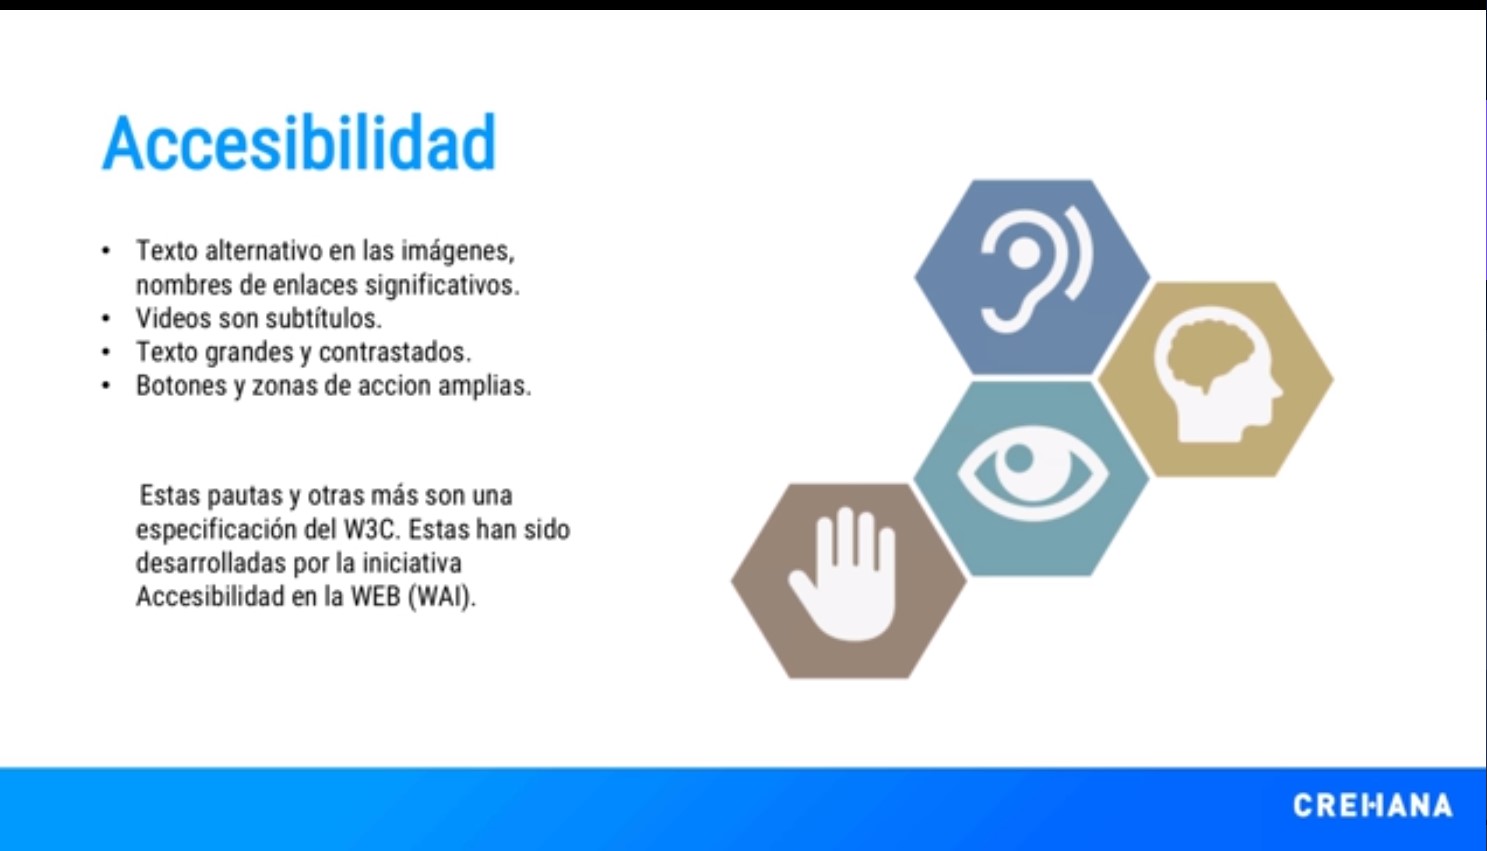 Accesibilidad
• Texto alternativo en las imágenes,
nombres de enlaces significativos.
• Videos son subtítulos.
• Texto grandes y contrastados.
• Botones y zonas de accion amplias.
Estas pautas y otras más son una
especificación del W3C. Estas han sido
desarrolladas por la iniciativa
Accesibilidad en la WEB (WAI).
CREHANA